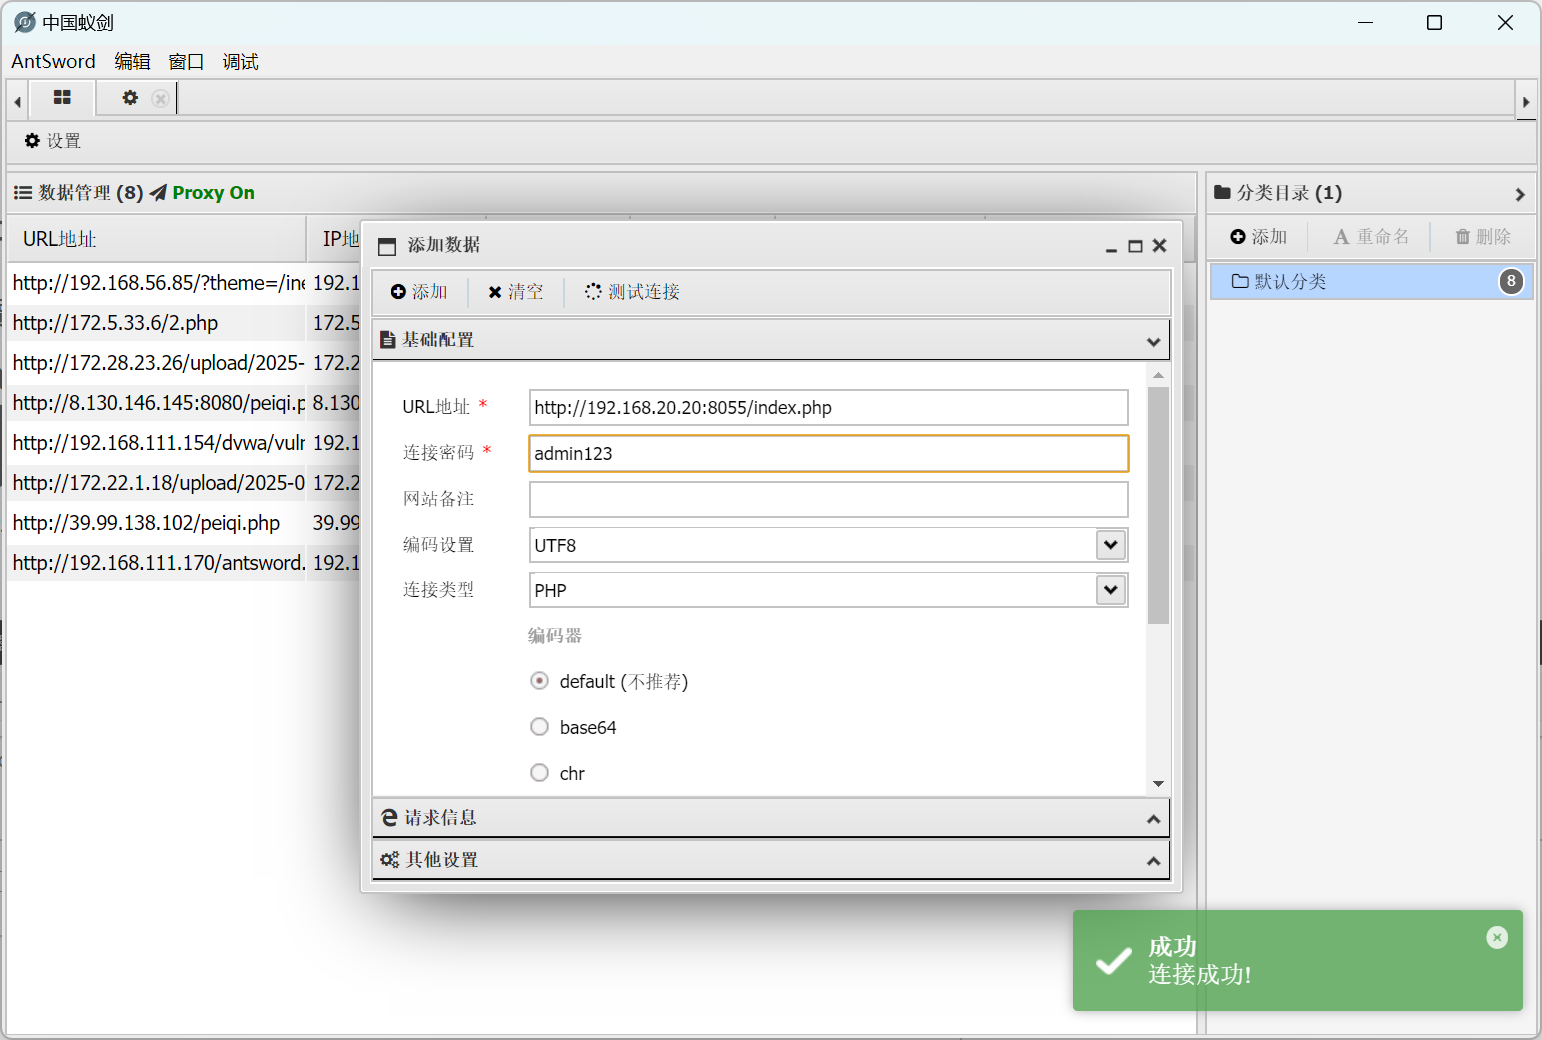 中国蚁剑
AntSword 编辑 窗口 调试
设置
数据管理 (8) Proxy On
URL地址 IP地
http://192.168.56.85/?theme=/ine 192.1
http://172.5.33.6/2.php 172.5
http://172.28.23.26/upload/2025- 172.2
http://8.130.146.145:8080/peiqi.p 8.130
http://192.168.111.154/dvwa/vulr 192.1
http://172.22.1.18/upload/2025-0 172.2
http://39.99.138.102/peiqi.php 39.99
http://192.168.111.170/antsword. 192.1
添加数据
添加 清空 测试连接
基础配置
URL地址 * http://192.168.20.20:8055/index.php
连接密码 * admin123
网站备注
编码设置 UTF8
连接类型 PHP
编码器
default (不推荐)
base64
chr
请求信息
其他设置
分类目录 (1)
添加 重命名 删除
默认分类 8
成功
连接成功!